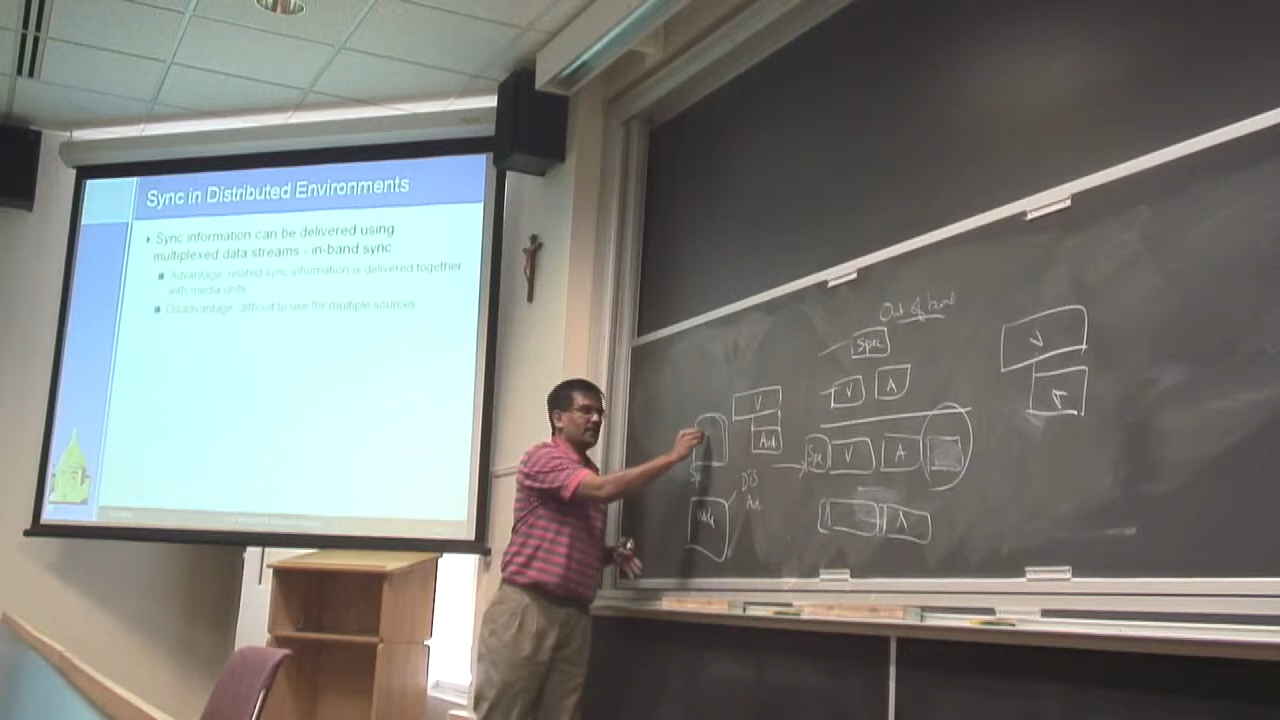 Sync in Distributed Environments
Sync information can be delivered using
multiplexed data streams - in-band sync
Advantage: related sync information is delivered together
with media units
Disadvantage: difficult to use for multiple sources
Out of band
Spec
V A
V
V
Aud
Spe V A
A